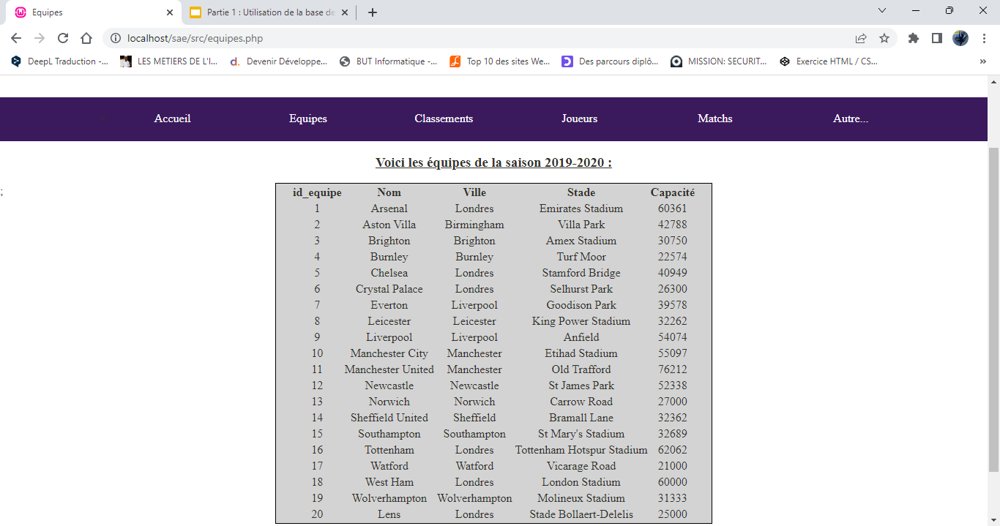 Equipes
Partie 1 : Utilisation de la base de
localhost/sae/src/equipes.php
DeepL Traduction -... LES METIERS DE L'I... Devenir Développe... BUT Informatique -... Top 10 des sites We... Des parcours diplô... MISSION: SECURIT... Exercice HTML / CS... »
Accueil Equipes Classements Joueurs Matchs Autre...
Voici les équipes de la saison 2019-2020 :
;
id_equipe Nom Ville Stade Capacité
1 Arsenal Londres Emirates Stadium 60361
2 Aston Villa Birmingham Villa Park 42788
3 Brighton Brighton Amex Stadium 30750
4 Burnley Burnley Turf Moor 22574
5 Chelsea Londres Stamford Bridge 40949
6 Crystal Palace Londres Selhurst Park 26300
7 Everton Liverpool Goodison Park 39578
8 Leicester Leicester King Power Stadium 32262
9 Liverpool Liverpool Anfield 54074
10 Manchester City Manchester Etihad Stadium 55097
11 Manchester United Manchester Old Trafford 76212
12 Newcastle Newcastle St James Park 52338
13 Norwich Norwich Carrow Road 27000
14 Sheffield United Sheffield Bramall Lane 32362
15 Southampton Southampton St Mary's Stadium 32689
16 Tottenham Londres Tottenham Hotspur Stadium 62062
17 Watford Watford Vicarage Road 21000
18 West Ham Londres London Stadium 60000
19 Wolverhampton Wolverhampton Molineux Stadium 31333
20 Lens Londres Stade Bollaert-Delelis 25000